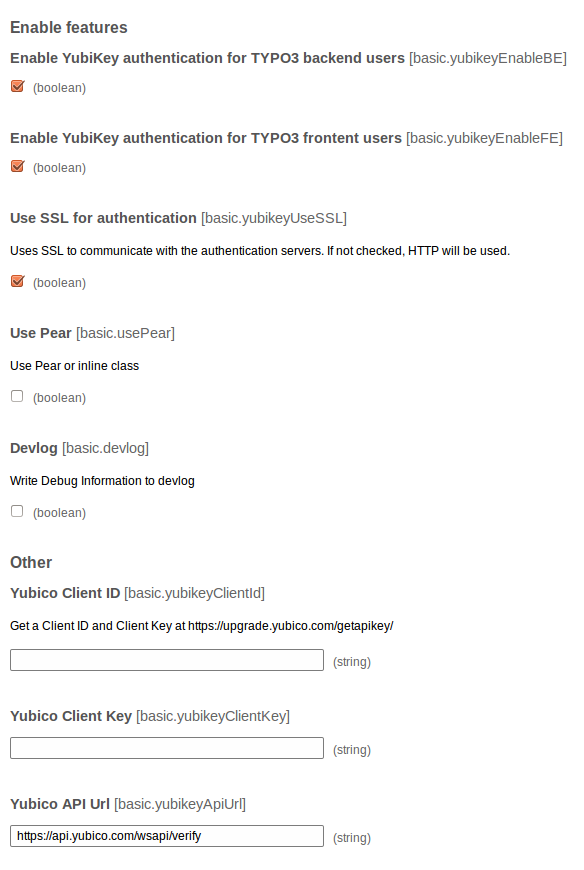 Enable features
Enable YubiKey authentication for TYPO3 backend users [basic.yubikeyEnableBE]
(boolean)
Enable YubiKey authentication for TYPO3 frontent users [basic.yubikeyEnableFE]
(boolean)
Use SSL for authentication [basic.yubikeyUseSSL]
Uses SSL to communicate with the authentication servers. If not checked, HTTP will be used.
(boolean)
Use Pear [basic.usePear]
Use Pear or inline class
(boolean)
Devlog [basic.devlog]
Write Debug Information to devlog
(boolean)
Other
Yubico Client ID [basic.yubikeyClientId]
Get a Client ID and Client Key at https://upgrade.yubico.com/getapikey/
(string)
Yubico Client Key [basic.yubikeyClientKey]
(string)
Yubico API Url [basic.yubikeyApiUrl]
https://api.yubico.com/wsapi/verify (string)